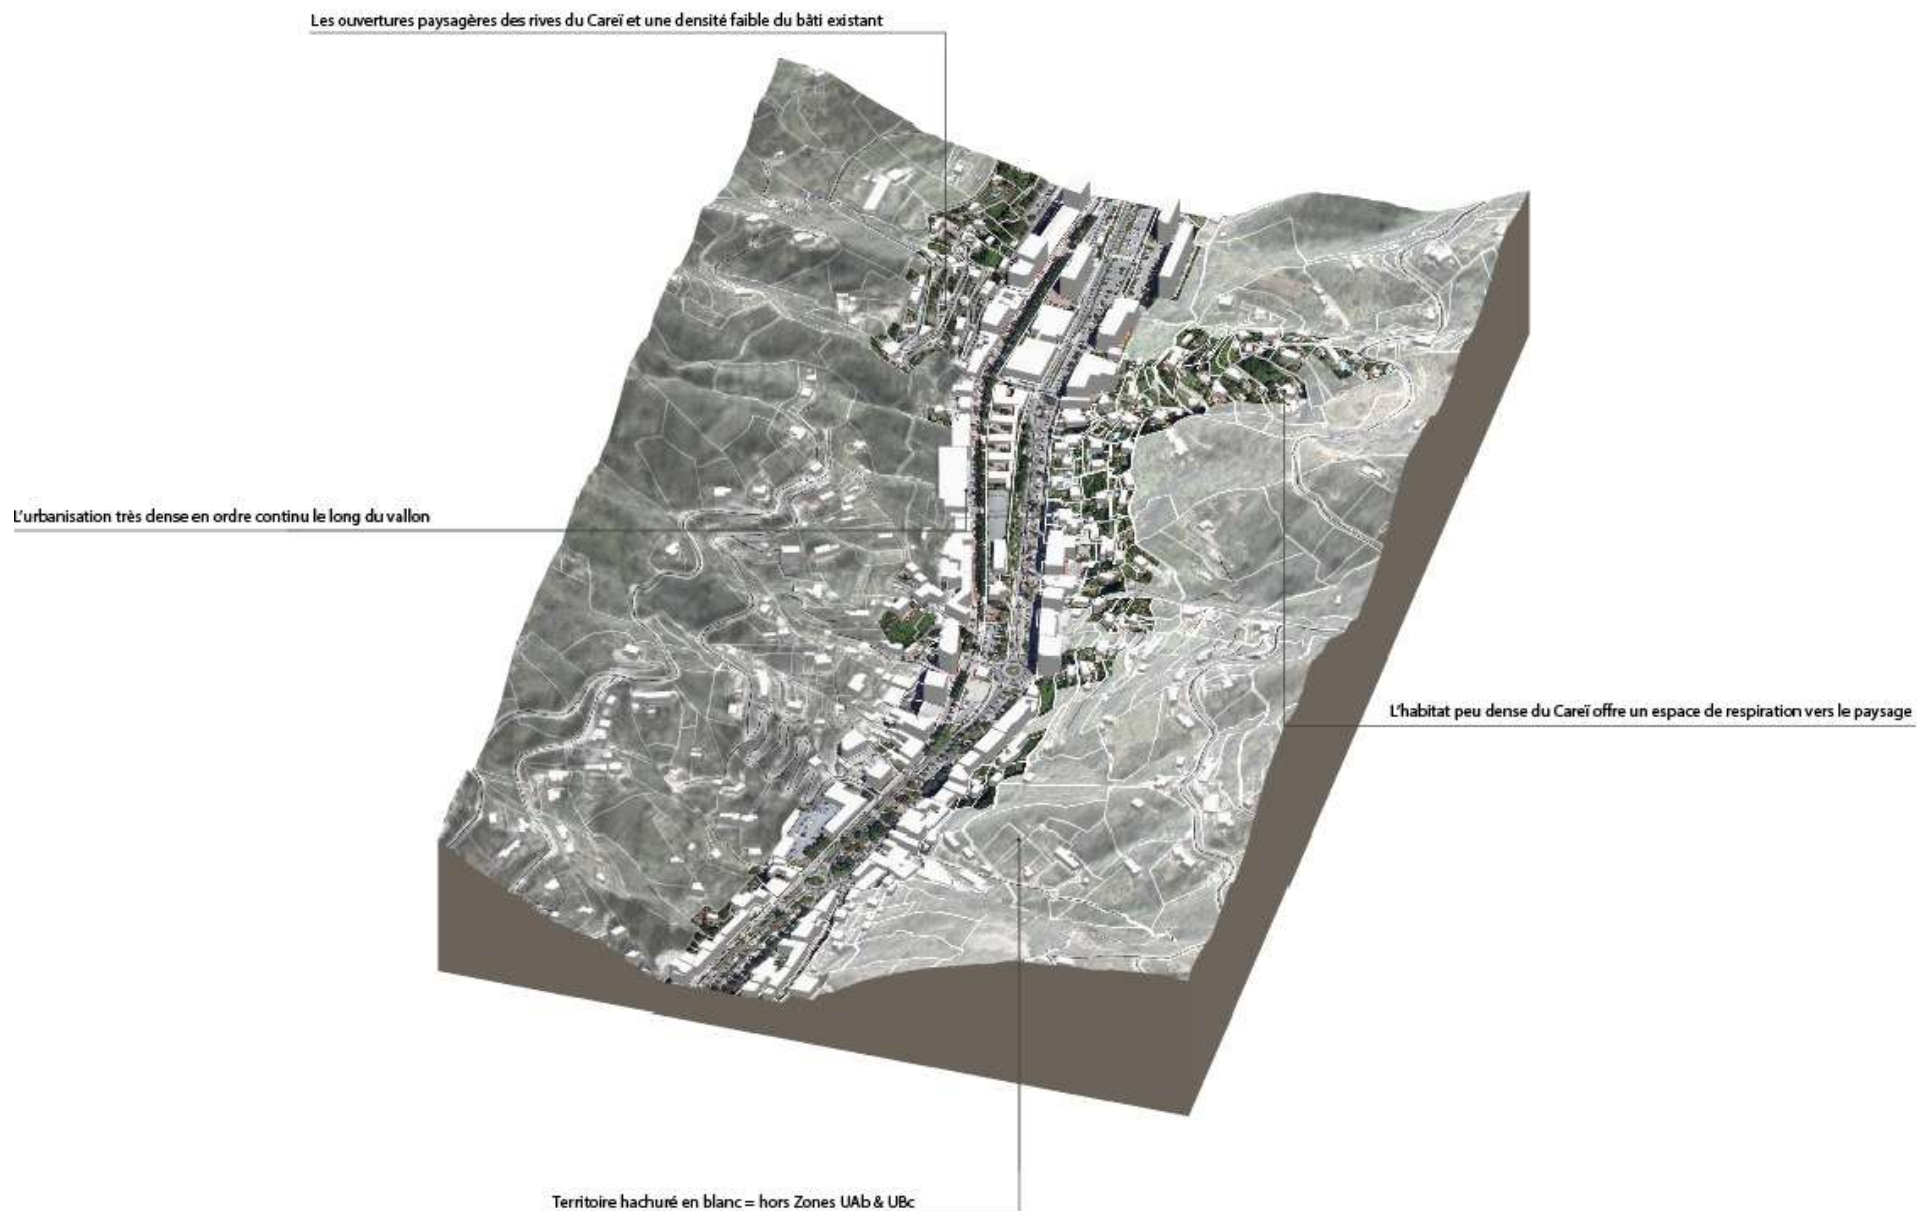 Les ouvertures paysagères des rives du Careï et une densité faible du bâti existant
L'urbanisation très dense en ordre continu le long du vallon
L'habitat peu dense du Careï offre un espace de respiration vers le paysage
Territoire hachuré en blanc = hors Zones UAb & UBc